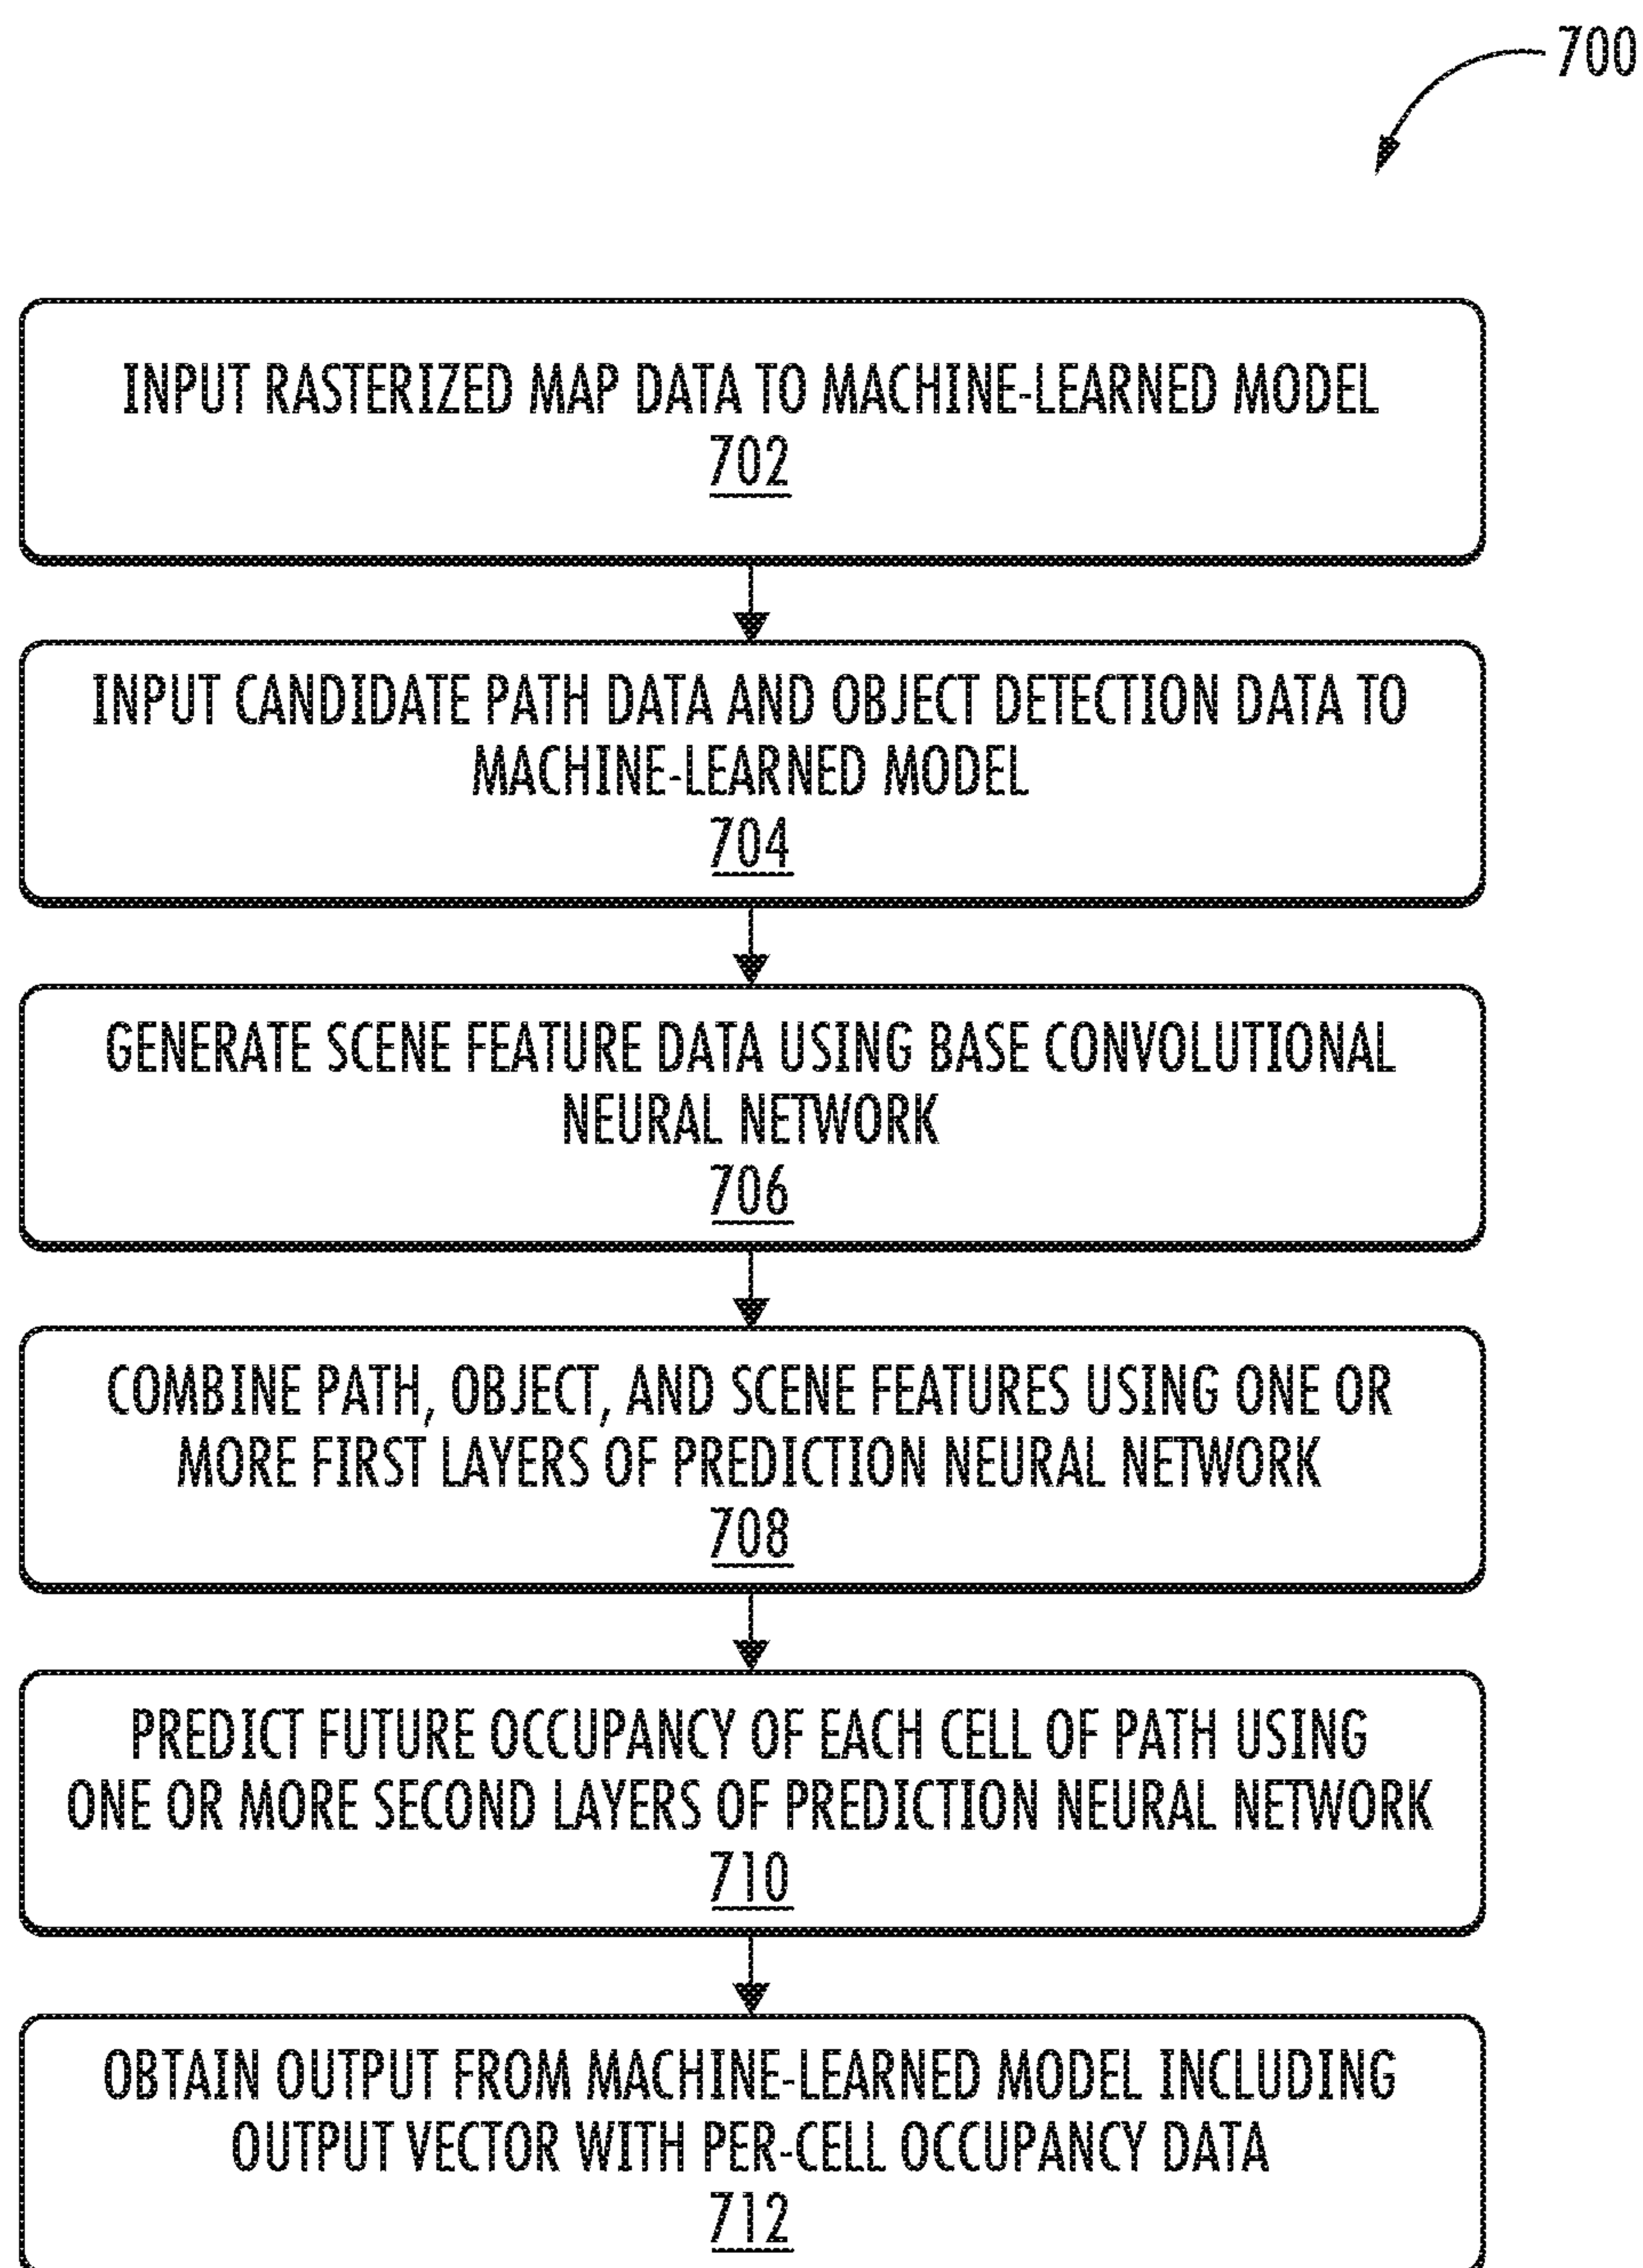 700
INPUT RASTERIZED MAP DATA TO MACHINE-LEARNED MODEL
702
INPUT CANDIDATE PATH DATA AND OBJECT DETECTION DATA TO
MACHINE-LEARNED MODEL
704
GENERATE SCENE FEATURE DATA USING BASE CONVOLUTIONAL
NEURAL NETWORK
706
COMBINE PATH, OBJECT, AND SCENE FEATURES USING ONE OR
MORE FIRST LAYERS OF PREDICTION NEURAL NETWORK
708
PREDICT FUTURE OCCUPANCY OF EACH CELL OF PATH USING
ONE OR MORE SECOND LAYERS OF PREDICTION NEURAL NETWORK
710
OBTAIN OUTPUT FROM MACHINE-LEARNED MODEL INCLUDING
OUTPUT VECTOR WITH PER-CELL OCCUPANCY DATA
712